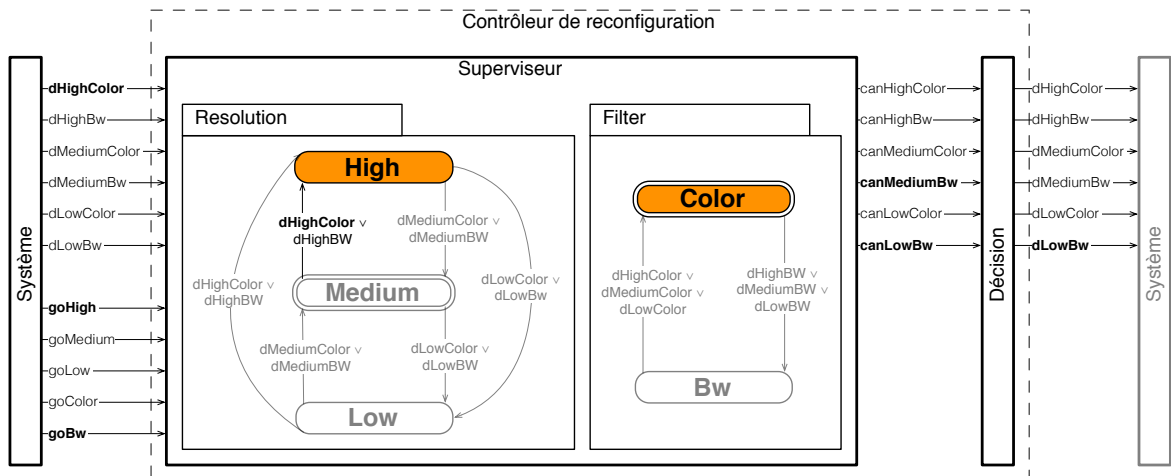 Contrôleur de reconfiguration
Système
dHighColor
dHighBw
dMediumColor
dMediumBw
dLowColor
dLowBw
goHigh
goMedium
goLow
goColor
goBw
Superviseur
Resolution
High
dHighColor ∨
dHighBW
dMediumColor ∨
dMediumBW
dHighColor ∨
dHighBW
dLowColor ∨
dLowBw
Medium
dMediumColor ∨
dMediumBW
dLowColor ∨
dLowBW
Low
Filter
Color
dHighColor ∨
dMediumColor ∨
dLowColor
dHighBW ∨
dMediumBW ∨
dLowBW
Bw
canHighColor
canHighBw
canMediumColor
canMediumBw
canLowColor
canLowBw
Décision
dHighColor
dHighBw
dMediumColor
dMediumBw
dLowColor
dLowBw
Système